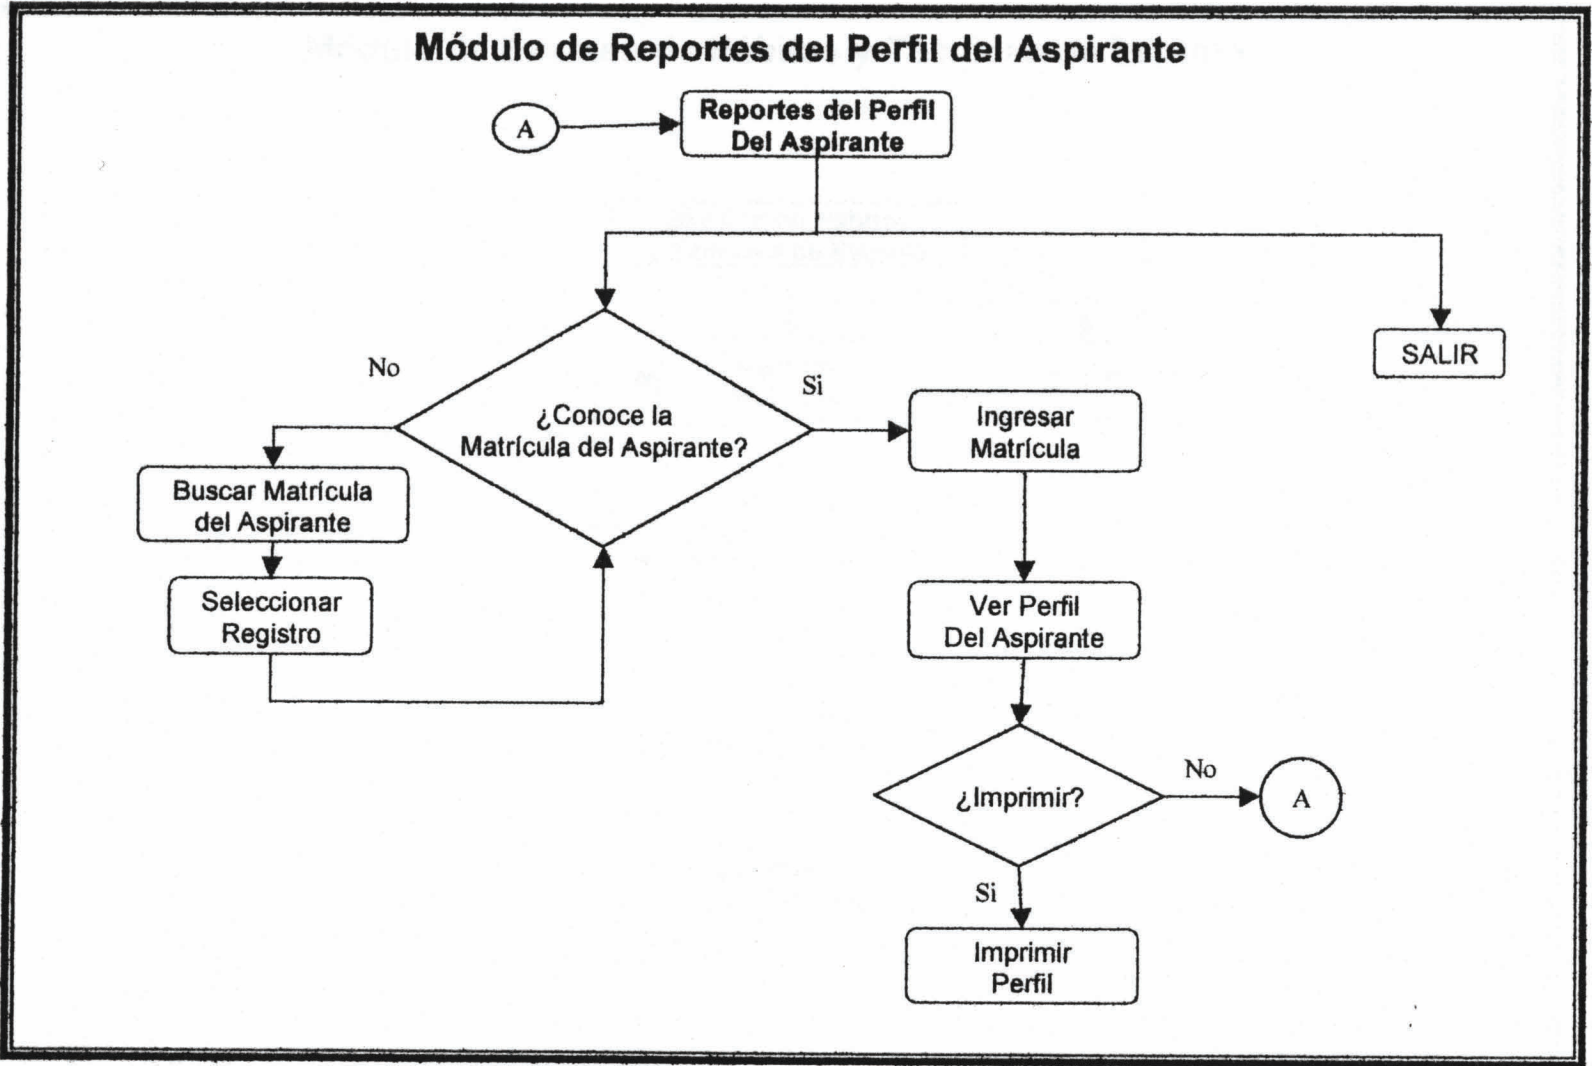 Módulo de Reportes del Perfil del Aspirante
A
Reportes del Perfil
Del Aspirante
SALIR
No
Si
¿Conoce la
Matrícula del Aspirante?
Ingresar
Matrícula
Buscar Matrícula
del Aspirante
Seleccionar
Registro
Ver Perfil
Del Aspirante
¿Imprimir?
No
A
Si
Imprimir
Perfil